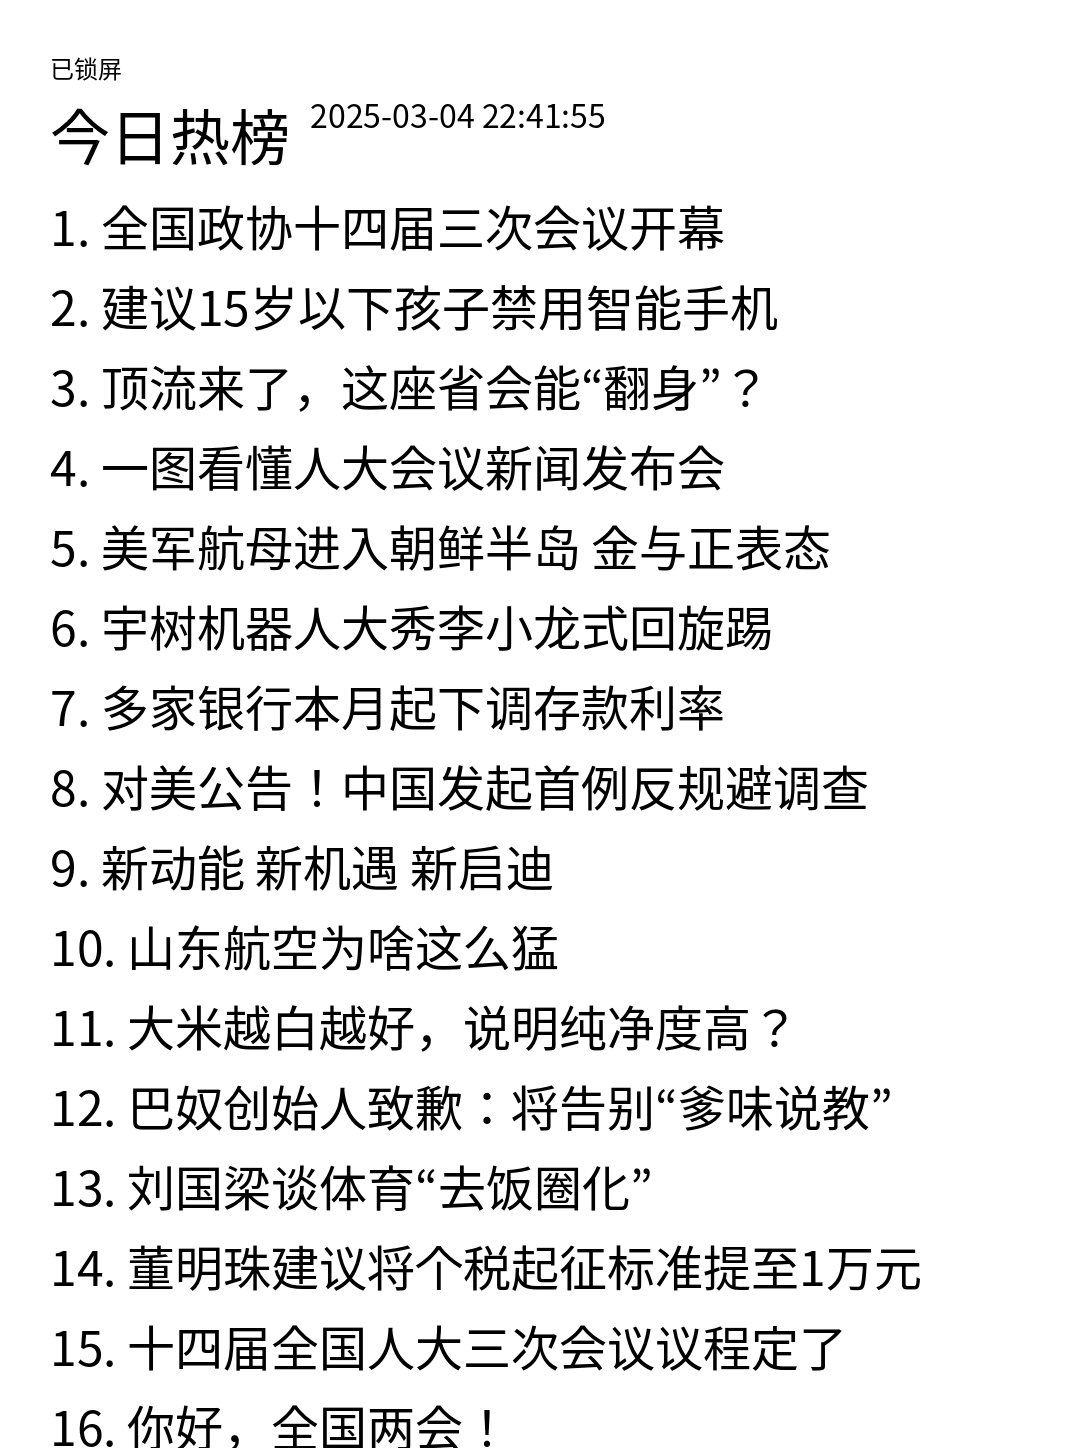 已锁屏
今日热榜 2025-03-04 22:41:55
1. 全国政协十四届三次会议开幕
2. 建议15岁以下孩子禁用智能手机
3. 顶流来了，这座省会能“翻身”？
4. 一图看懂人大会议新闻发布会
5. 美军航母进入朝鲜半岛 金与正表态
6. 宇树机器人大秀李小龙式回旋踢
7. 多家银行本月起下调存款利率
8. 对美公告！中国发起首例反规避调查
9. 新动能 新机遇 新启迪
10. 山东航空为啥这么猛
11. 大米越白越好，说明纯净度高？
12. 巴奴创始人致歉：将告别“爹味说教”
13. 刘国梁谈体育“去饭圈化”
14. 董明珠建议将个税起征标准提至1万元
15. 十四届全国人大三次会议议程定了
16. 你好，全国两会！